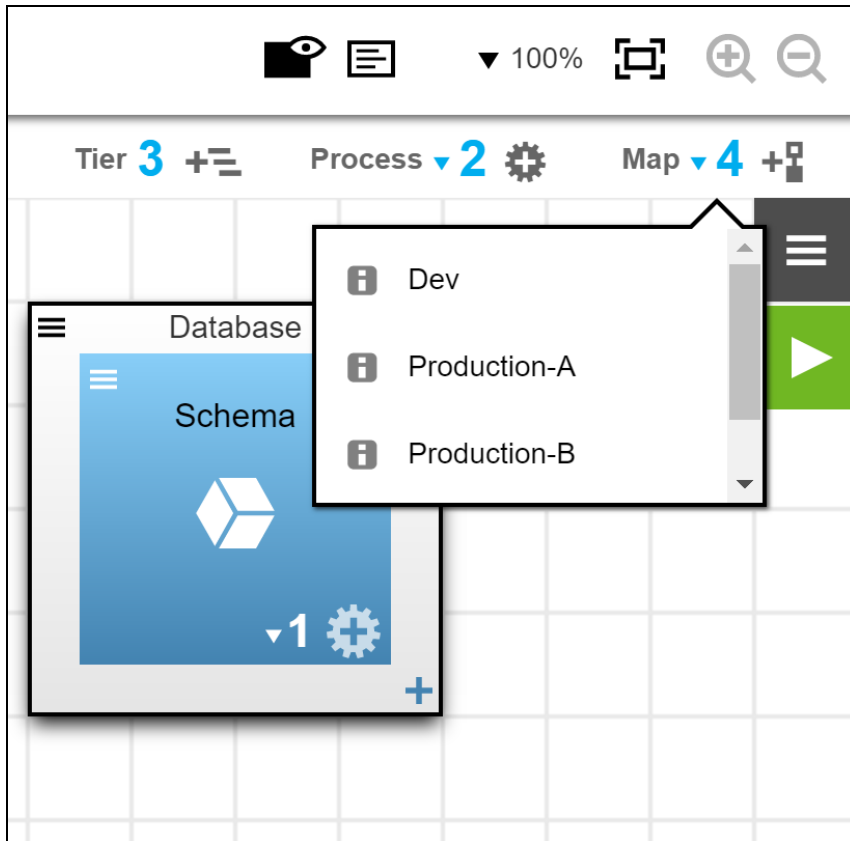 100%
Tier 3 Process 2 Map 4
Dev
Database
Production-A
Schema
Production-B
1